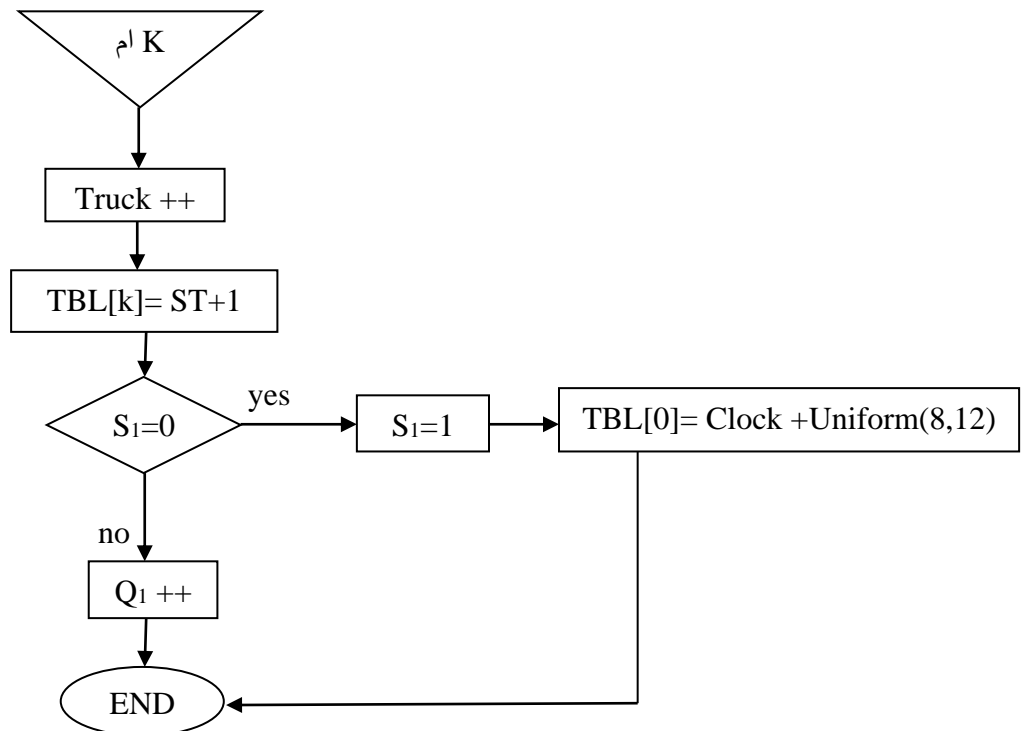 K ام
Truck ++
TBL[k]= ST+1
S₁=0
yes
S₁=1
TBL[0]= Clock +Uniform(8,12)
no
Q₁ ++
END